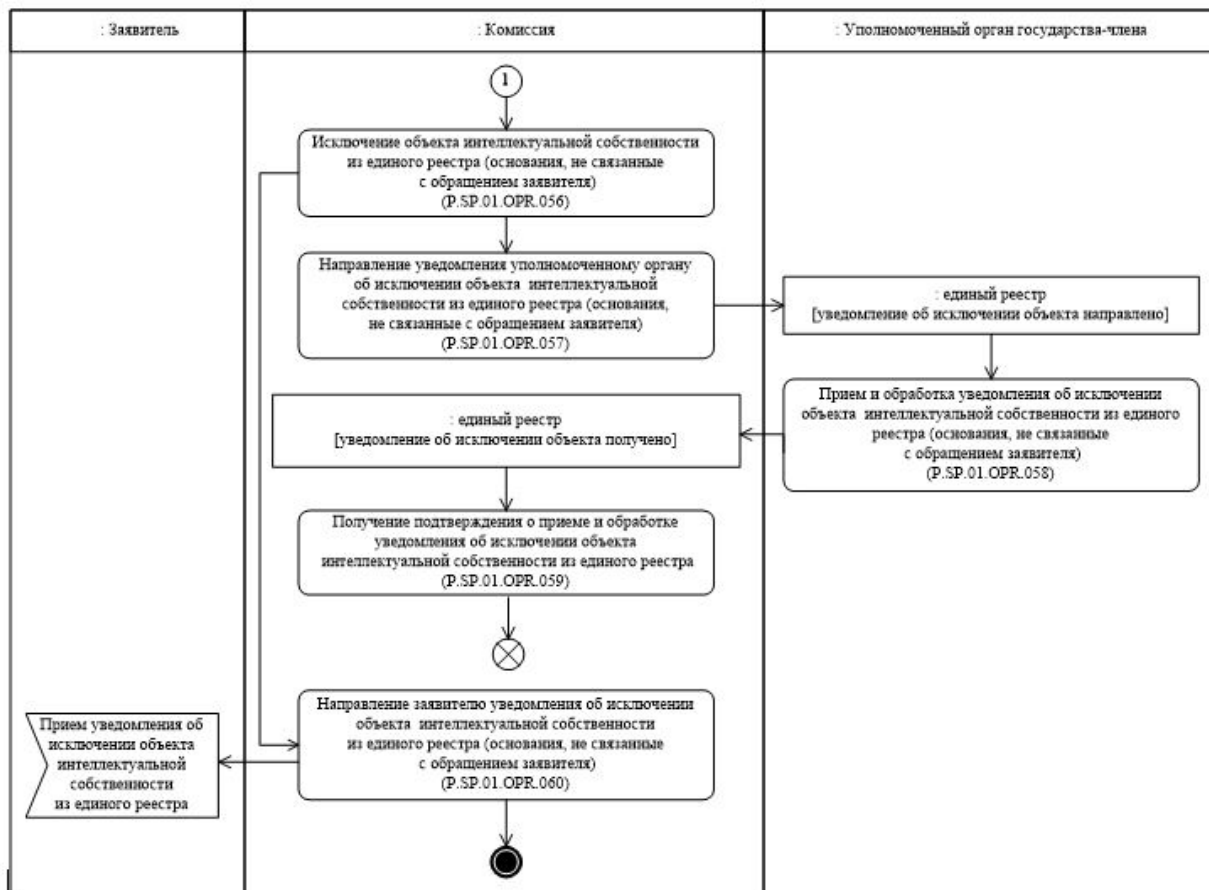 : Заявитель
: Комиссия
: Уполномоченный орган государства-члена
1
Исключение объекта интеллектуальной собственности
из единого реестра (основания, не связанные
с обращением заявителя)
(P.SP.01.OPR.056)
Направление уведомления уполномоченному органу
об исключении объекта интеллектуальной
собственности из единого реестра (основания,
не связанные с обращением заявителя)
(P.SP.01.OPR.057)
: единый реестр
[уведомление об исключении объекта направлено]
Прием и обработка уведомления об исключении
объекта интеллектуальной собственности из единого
реестра (основания, не связанные
с обращением заявителя)
(P.SP.01.OPR.058)
: единый реестр
[уведомление об исключении объекта получено]
Получение подтверждения о приеме и обработке
уведомления об исключении объекта
интеллектуальной собственности из единого реестра
(P.SP.01.OPR.059)
Направление заявителю уведомления об исключении
объекта интеллектуальной собственности
из единого реестра (основания, не связанные
с обращением заявителя)
(P.SP.01.OPR.060)
Прием уведомления об
исключении объекта
интеллектуальной
собственности
из единого реестра